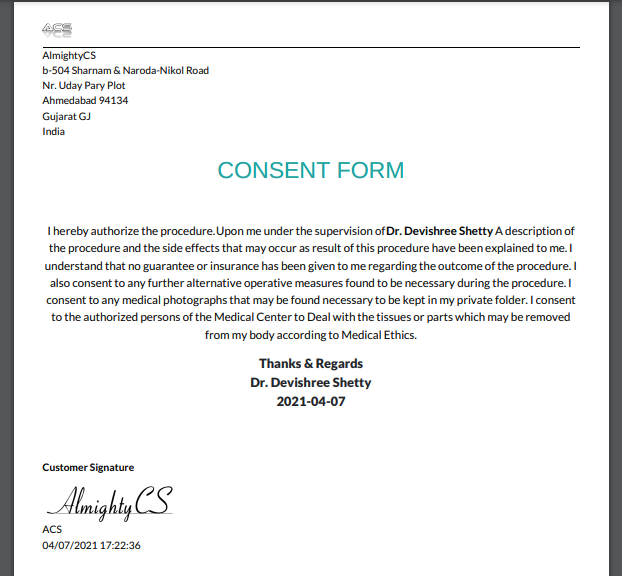 ACS
AlmightyCS
b-504 Sharnam & Naroda-Nikol Road
Nr. Uday Pary Plot
Ahmedabad 94134
Gujarat GJ
India
CONSENT FORM
I hereby authorize the procedure.Upon me under the supervision of Dr. Devishree Shetty A description of
the procedure and the side effects that may occur as result of this procedure have been explained to me. I
understand that no guarantee or insurance has been given to me regarding the outcome of the procedure. I
also consent to any further alternative operative measures found to be necessary during the procedure. I
consent to any medical photographs that may be found necessary to be kept in my private folder. I consent
to the authorized persons of the Medical Center to Deal with the tissues or parts which may be removed
from my body according to Medical Ethics.
Thanks & Regards
Dr. Devishree Shetty
2021-04-07
Customer Signature
AlmightyCS
ACS
04/07/2021 17:22:36